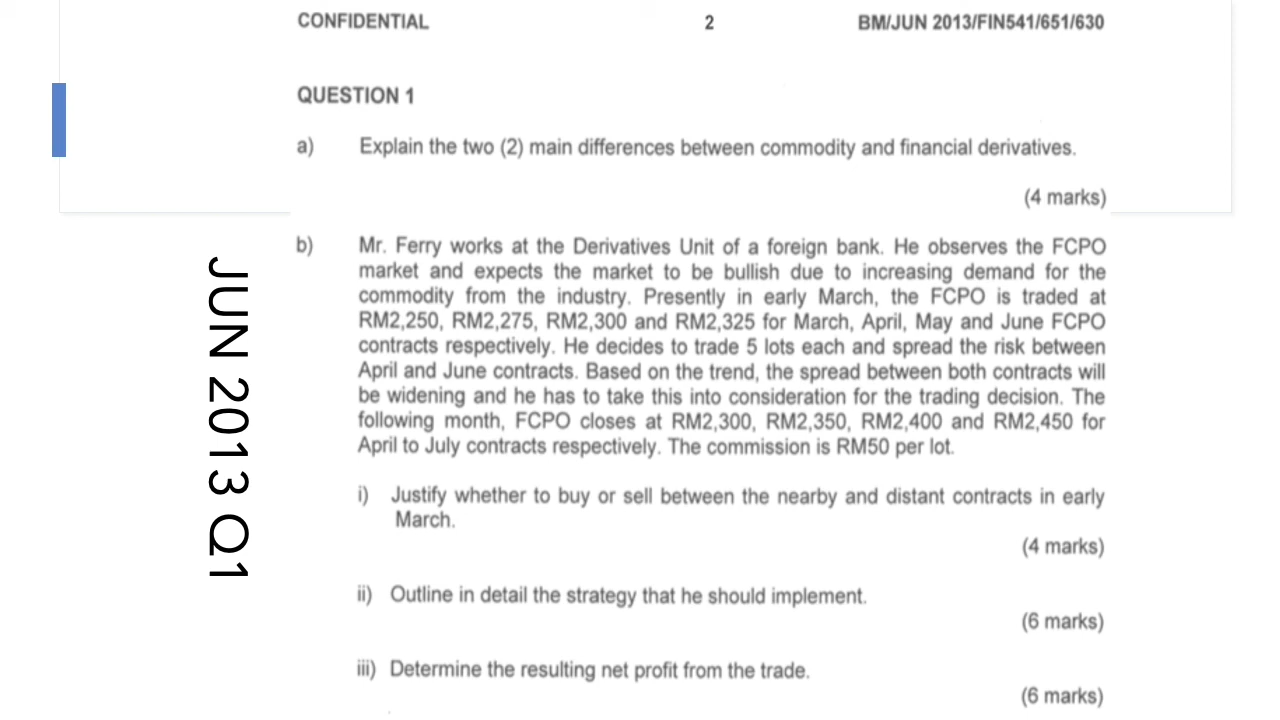 CONFIDENTIAL 2 BM/JUN 2013/FIN541/651/630
QUESTION 1
a) Explain the two (2) main differences between commodity and financial derivatives.
(4 marks)
b) Mr. Ferry works at the Derivatives Unit of a foreign bank. He observes the FCPO
market and expects the market to be bullish due to increasing demand for the
commodity from the industry. Presently in early March, the FCPO is traded at
RM2,250, RM2,275, RM2,300 and RM2,325 for March, April, May and June FCPO
contracts respectively. He decides to trade 5 lots each and spread the risk between
April and June contracts. Based on the trend, the spread between both contracts will
be widening and he has to take this into consideration for the trading decision. The
following month, FCPO closes at RM2,300, RM2,350, RM2,400 and RM2,450 for
April to July contracts respectively. The commission is RM50 per lot.
i) Justify whether to buy or sell between the nearby and distant contracts in early
March.
(4 marks)
ii) Outline in detail the strategy that he should implement.
(6 marks)
iii) Determine the resulting net profit from the trade.
(6 marks)
JUN 2013 Q1